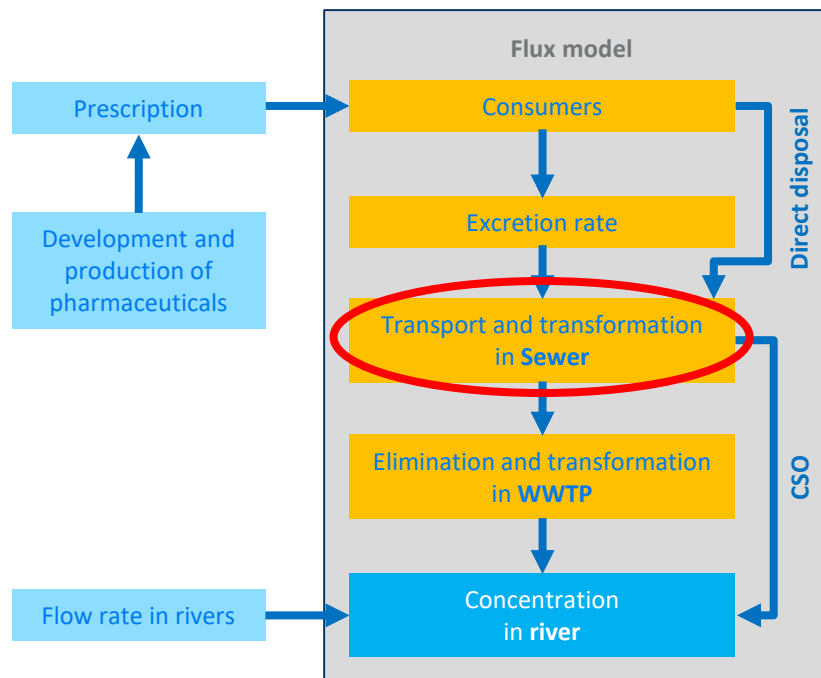 Flux model
Prescription
Consumers
Direct disposal
Excretion rate
Development and
production of
pharmaceuticals
Transport and transformation
in Sewer
CSO
Elimination and transformation
in WWTP
Flow rate in rivers
Concentration
in river